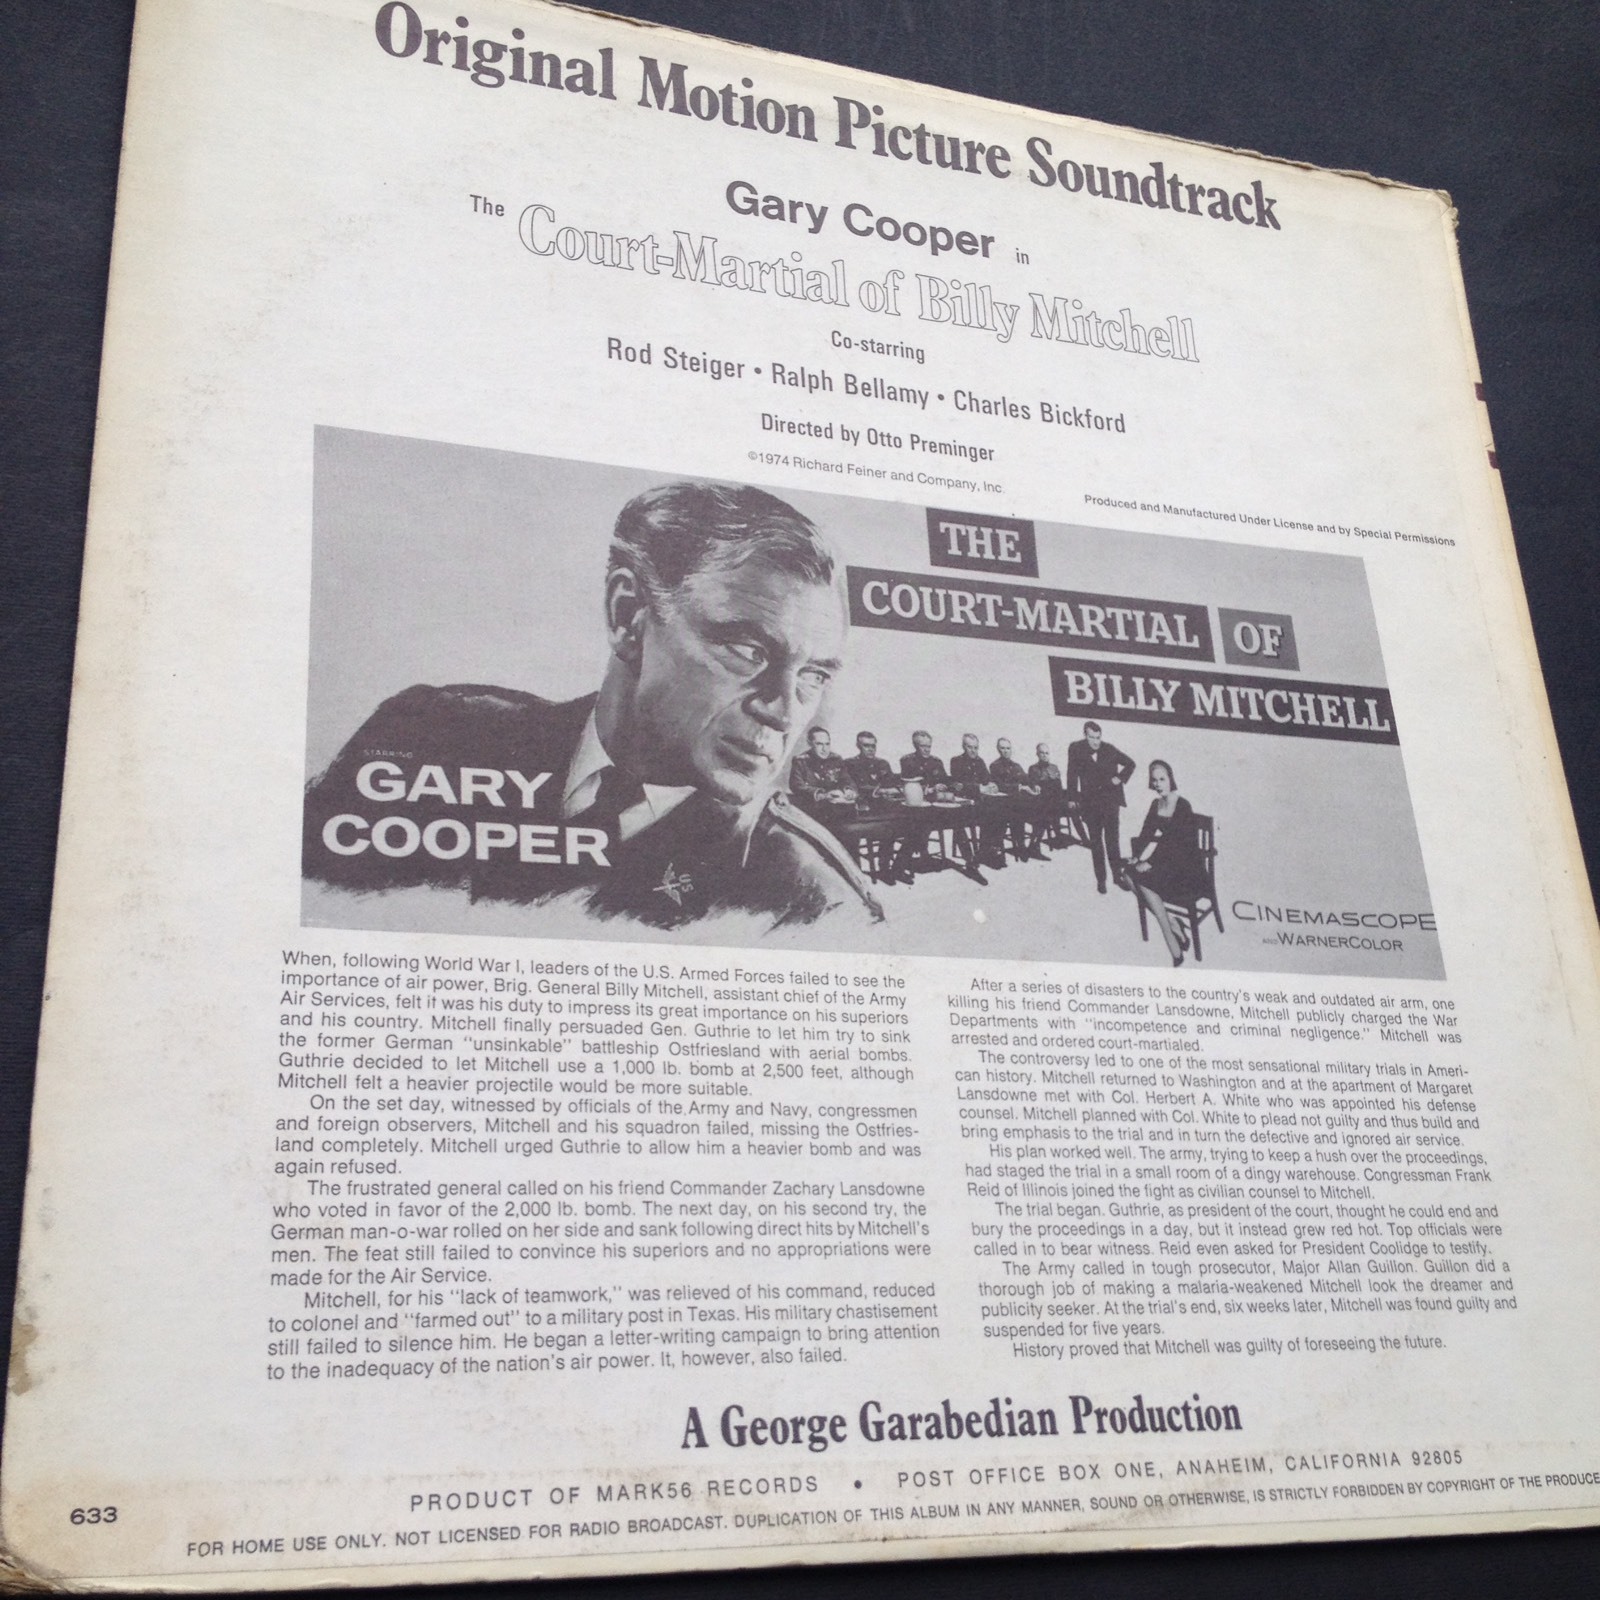 Original Motion Picture Soundtrack
Gary Cooper in
The Court-Martial of Billy Mitchell
Co-starring
Rod Steiger • Ralph Bellamy • Charles Bickford
Directed by Otto Preminger
©1974 Richard Feiner and Company, Inc.
Produced and Manufactured Under License and by Special Permissions
THE
COURT-MARTIAL OF
BILLY MITCHELL
STARRING
GARY
COOPER
US
CINEMASCOPE
AND WARNERCOLOR
When, following World War I, leaders of the U.S. Armed Forces failed to see the
importance of air power, Brig. General Billy Mitchell, assistant chief of the Army
Air Services, felt it was his duty to impress its great importance on his superiors
and his country. Mitchell finally persuaded Gen. Guthrie to let him try to sink
the former German "unsinkable" battleship Ostfriesland with aerial bombs.
Guthrie decided to let Mitchell use a 1,000 lb. bomb at 2,500 feet, although
Mitchell felt a heavier projectile would be more suitable.
On the set day, witnessed by officials of the Army and Navy, congressmen
and foreign observers, Mitchell and his squadron failed, missing the Ostfries-
land completely. Mitchell urged Guthrie to allow him a heavier bomb and was
again refused.
The frustrated general called on his friend Commander Zachary Lansdowne
who voted in favor of the 2,000 lb. bomb. The next day, on his second try, the
German man-o-war rolled on her side and sank following direct hits by Mitchell's
men. The feat still failed to convince his superiors and no appropriations were
made for the Air Service.
Mitchell, for his "lack of teamwork," was relieved of his command, reduced
to colonel and "farmed out" to a military post in Texas. His military chastisement
still failed to silence him. He began a letter-writing campaign to bring attention
to the inadequacy of the nation's air power. It, however, also failed.
After a series of disasters to the country's weak and outdated air arm, one
killing his friend Commander Lansdowne, Mitchell publicly charged the War
Departments with "incompetence and criminal negligence." Mitchell was
arrested and ordered court-martialed.
The controversy led to one of the most sensational military trials in Ameri-
can history. Mitchell returned to Washington and at the apartment of Margaret
Lansdowne met with Col. Herbert A. White who was appointed his defense
counsel. Mitchell planned with Col. White to plead not guilty and thus build and
bring emphasis to the trial and in turn the defective and ignored air service.
His plan worked well. The army, trying to keep a hush over the proceedings,
had staged the trial in a small room of a dingy warehouse. Congressman Frank
Reid of Illinois joined the fight as civilian counsel to Mitchell.
The trial began. Guthrie, as president of the court, thought he could end and
bury the proceedings in a day, but it instead grew red hot. Top officials were
called in to bear witness. Reid even asked for President Coolidge to testify.
The Army called in tough prosecutor, Major Allan Guillon. Guillon did a
thorough job of making a malaria-weakened Mitchell look the dreamer and
publicity seeker. At the trial's end, six weeks later, Mitchell was found guilty and
suspended for five years.
History proved that Mitchell was guilty of foreseeing the future.
A George Garabedian Production
PRODUCT OF MARK56 RECORDS • POST OFFICE BOX ONE, ANAHEIM, CALIFORNIA 92805
633
FOR HOME USE ONLY. NOT LICENSED FOR RADIO BROADCAST. DUPLICATION OF THIS ALBUM IN ANY MANNER, SOUND OR OTHERWISE, IS STRICTLY FORBIDDEN BY COPYRIGHT OF THE PRODUCE